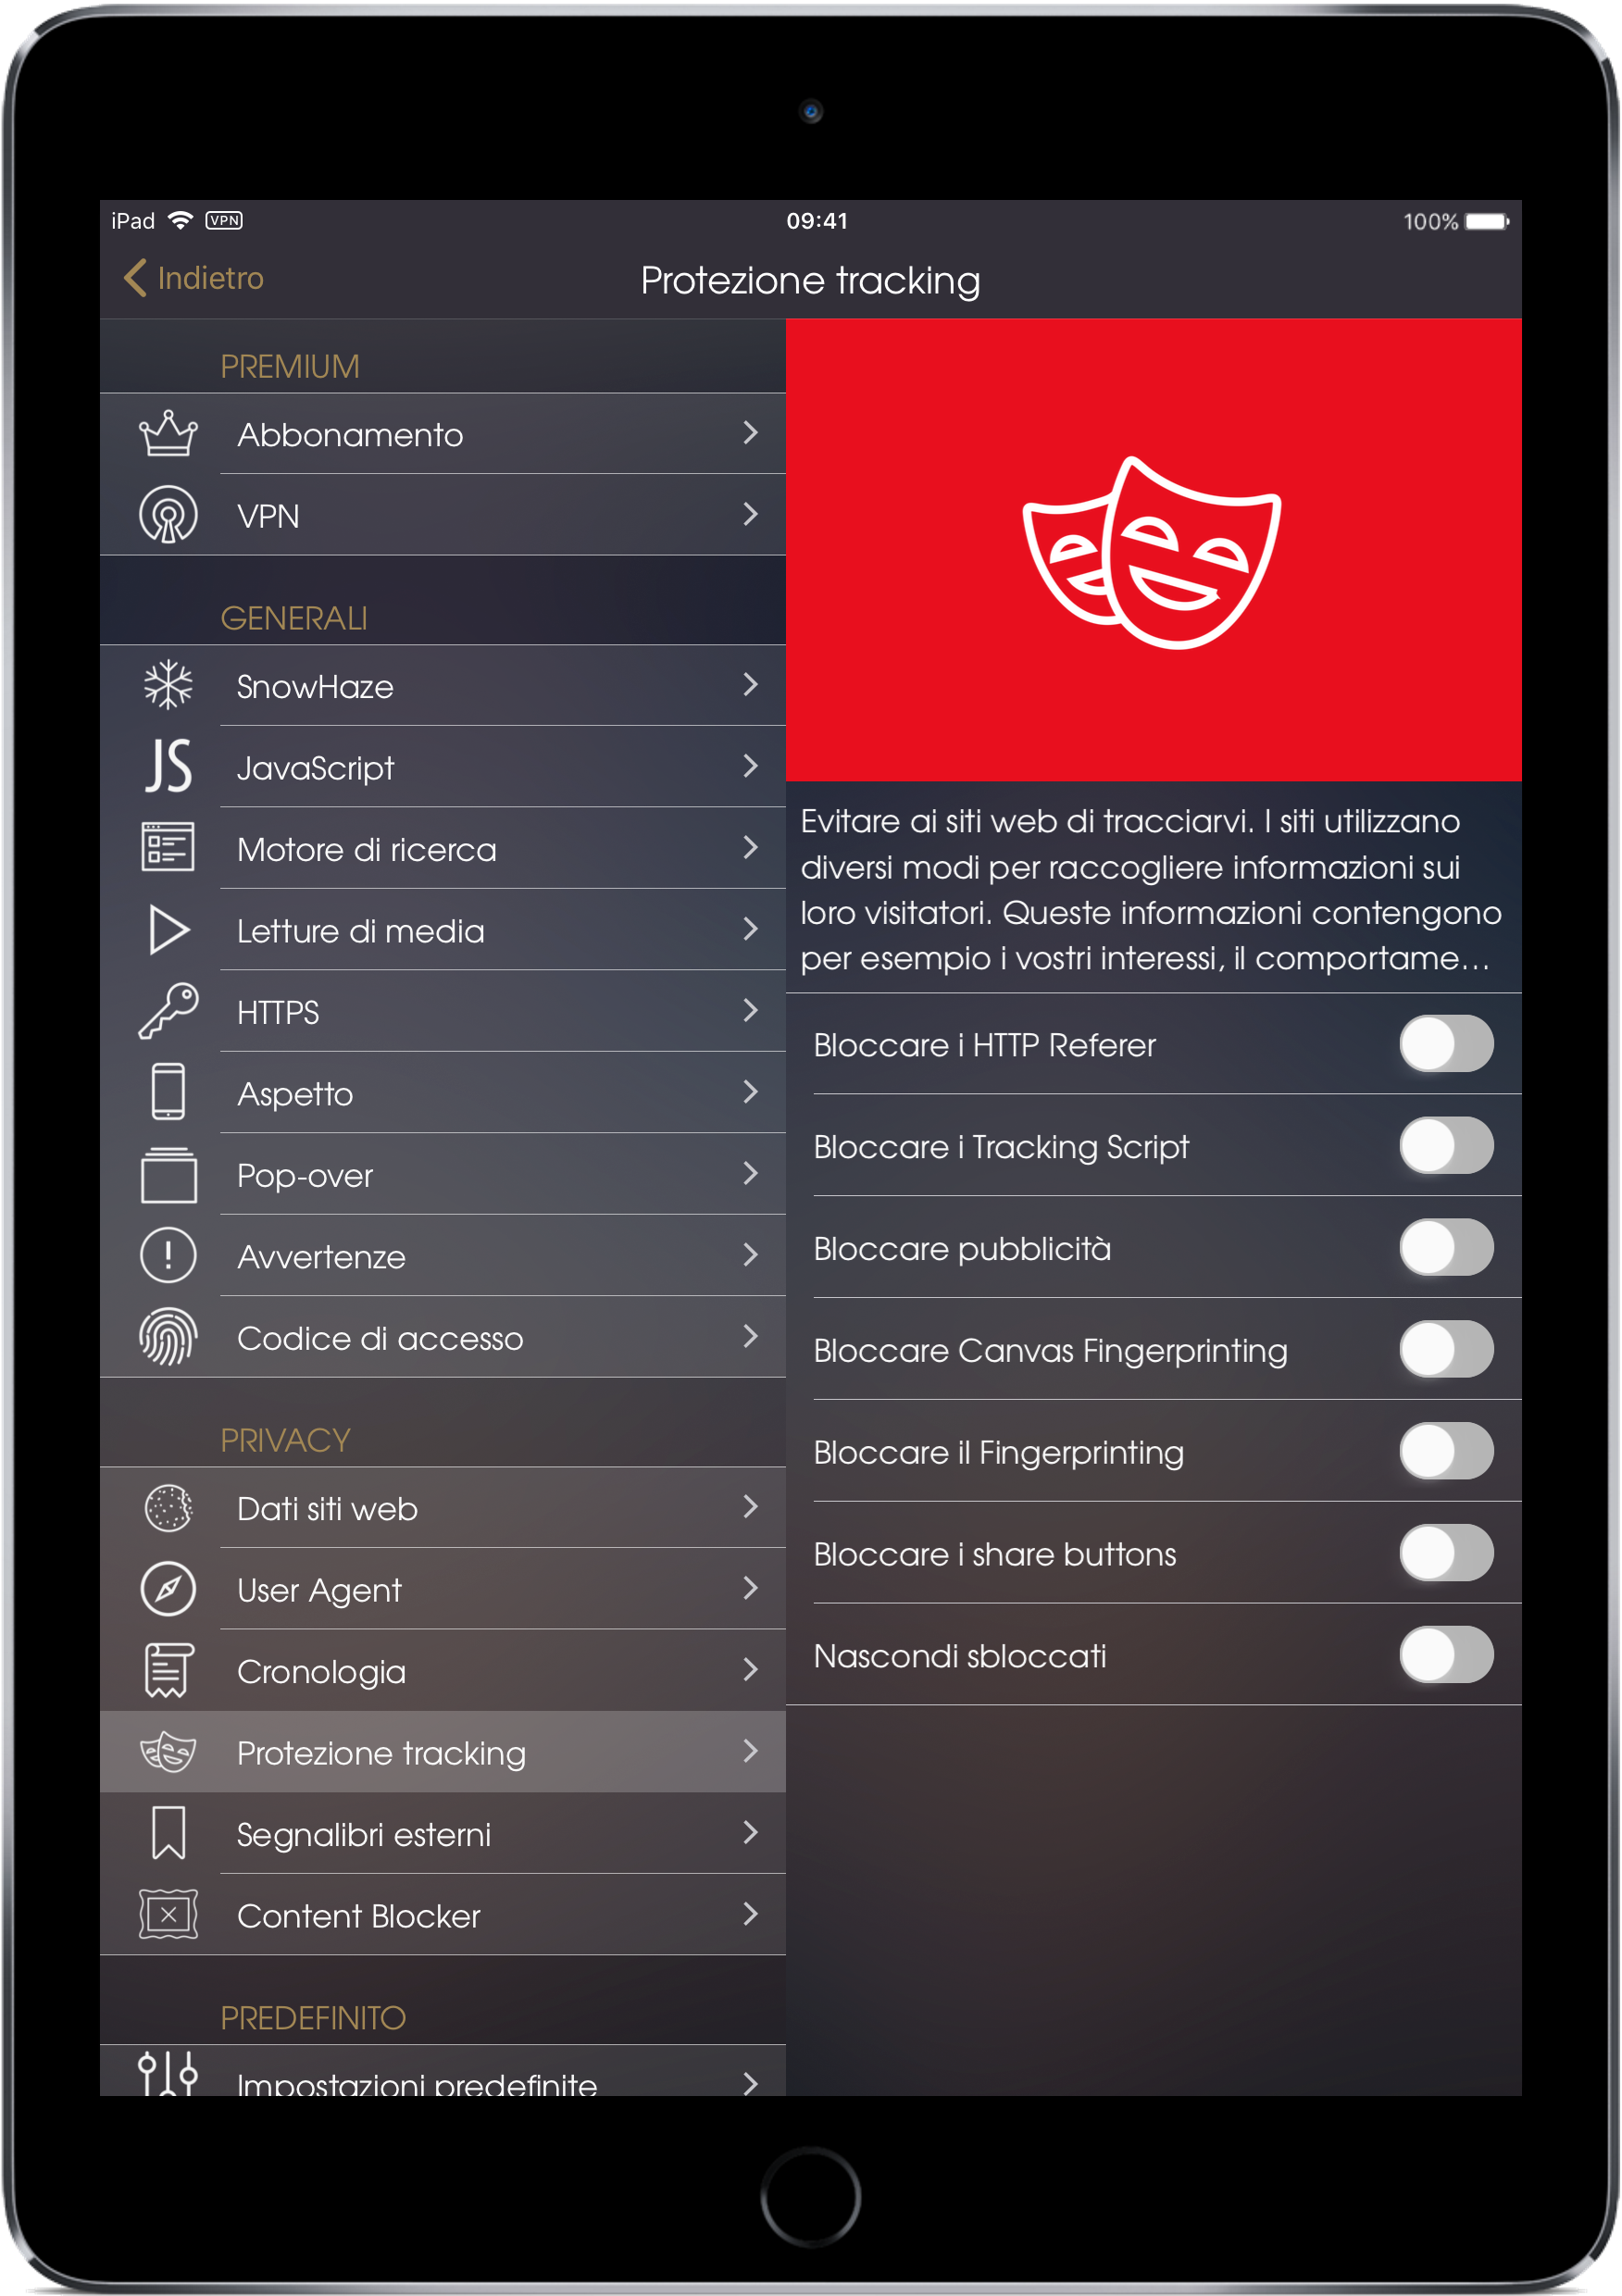 iPad VPN 09:41 100%
Indietro Protezione tracking
PREMIUM
Abbonamento
VPN
GENERALI
SnowHaze
JS JavaScript
Motore di ricerca
Letture di media
HTTPS
Aspetto
Pop-over
Avvertenze
Codice di accesso
PRIVACY
Dati siti web
User Agent
Cronologia
Protezione tracking
Segnalibri esterni
Content Blocker
PREDEFINITO
Impostazioni predefinite
Evitare ai siti web di tracciarvi. I siti utilizzano
diversi modi per raccogliere informazioni sui
loro visitatori. Queste informazioni contengono
per esempio i vostri interessi, il comportame...
Bloccare i HTTP Referer
Bloccare i Tracking Script
Bloccare pubblicità
Bloccare Canvas Fingerprinting
Bloccare il Fingerprinting
Bloccare i share buttons
Nascondi sbloccati